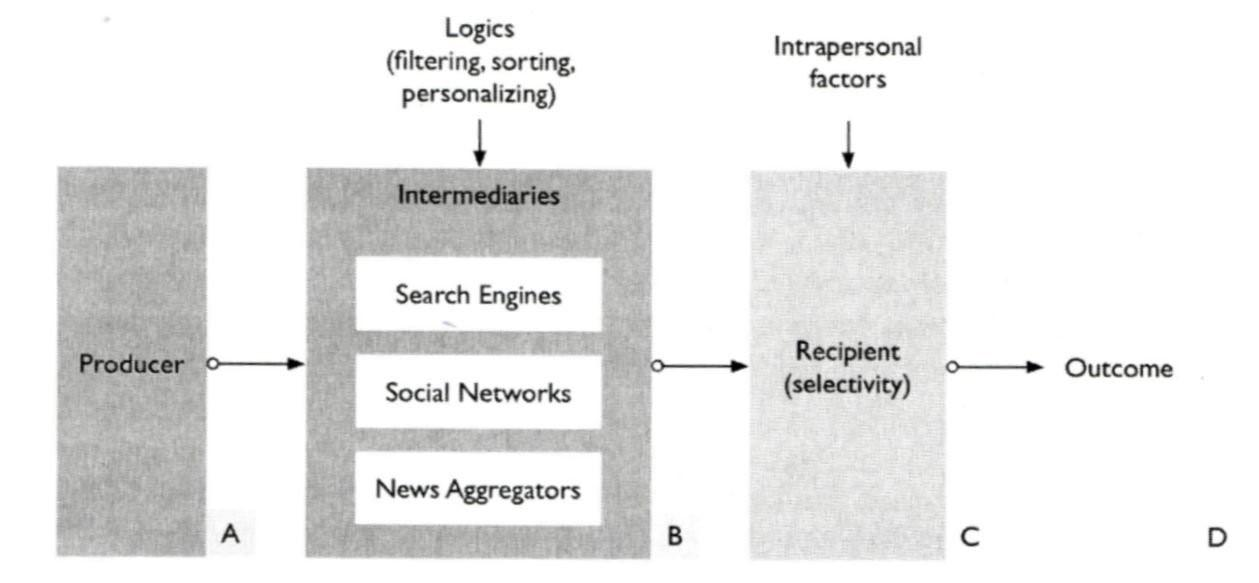 Logics
(filtering, sorting,
personalizing)
Intrapersonal
factors
Intermediaries
Search Engines
Producer
Social Networks
News Aggregators
Recipient
(selectivity)
Outcome
A
B
C
D